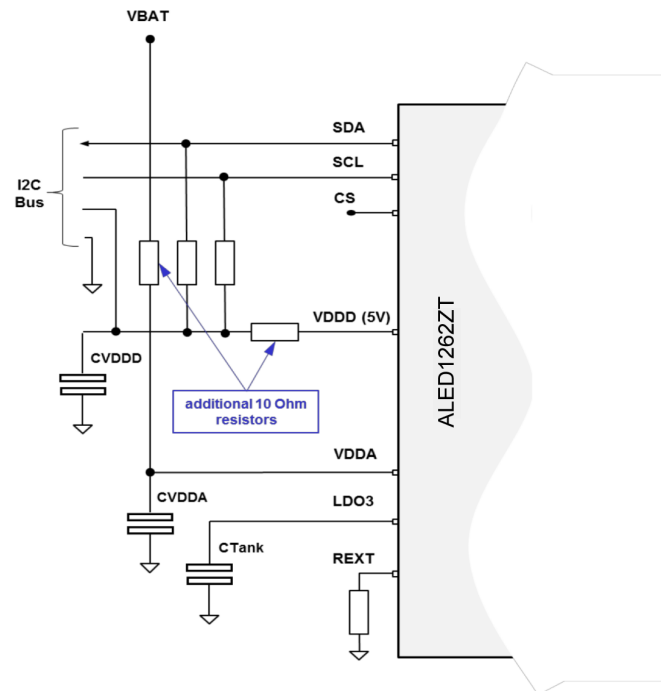 VBAT
SDA
SCL
I2C
Bus
CS
VDDD (5V)
CVDDD
additional 10 Ohm
resistors
ALED1262ZT
VDDA
CVDDA
LDO3
CTank
REXT